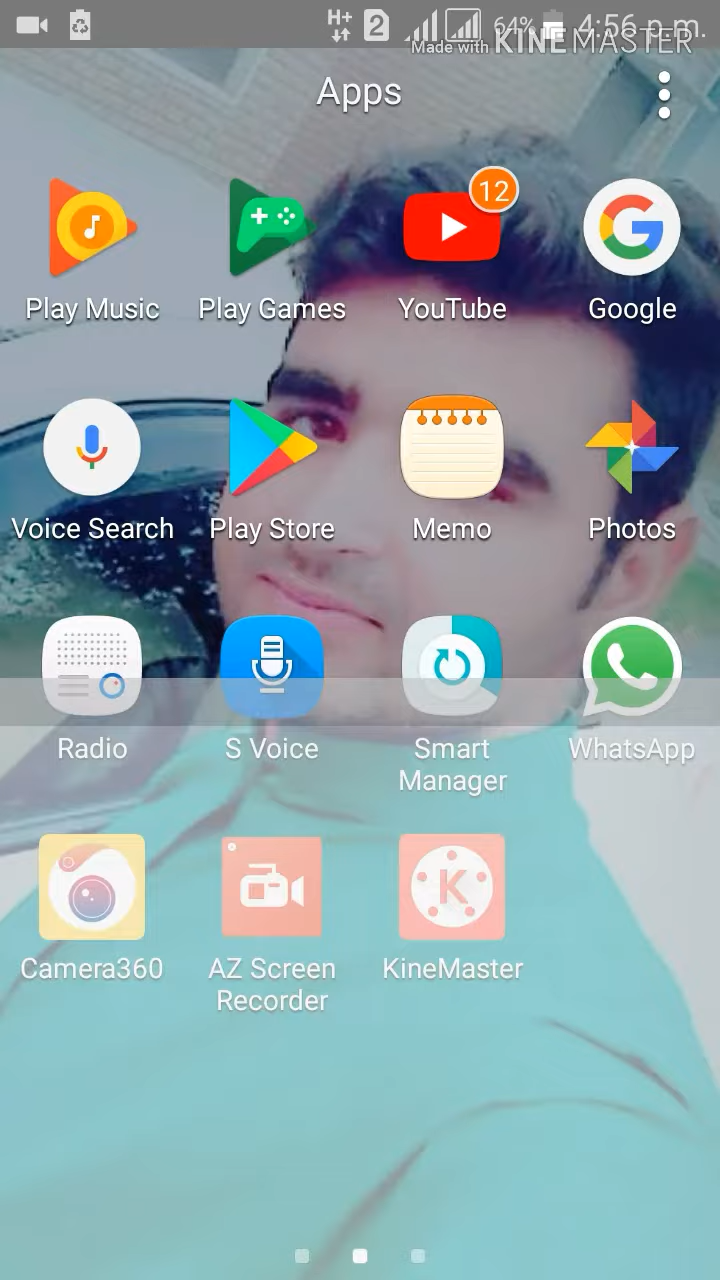 H+ 2 64% 4:56 p.m.
Made with KINEMASTER
Apps
12
Play Music Play Games YouTube Google
Voice Search Play Store Memo Photos
Radio S Voice Smart Manager WhatsApp
Camera360 AZ Screen Recorder KineMaster